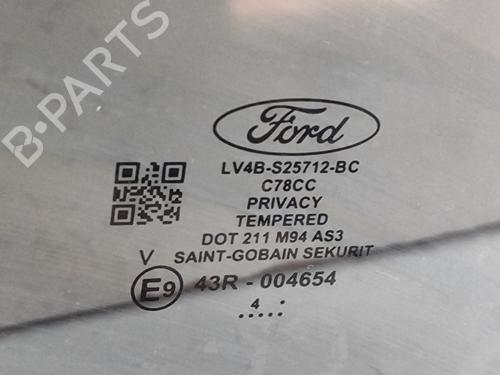 B-PARTS
Ford
LV4B-S25712-BC
C78CC
PRIVACY
TEMPERED
DOT 211 M94 AS3
V SAINT-GOBAIN SEKURIT
E9 43R - 004654
4